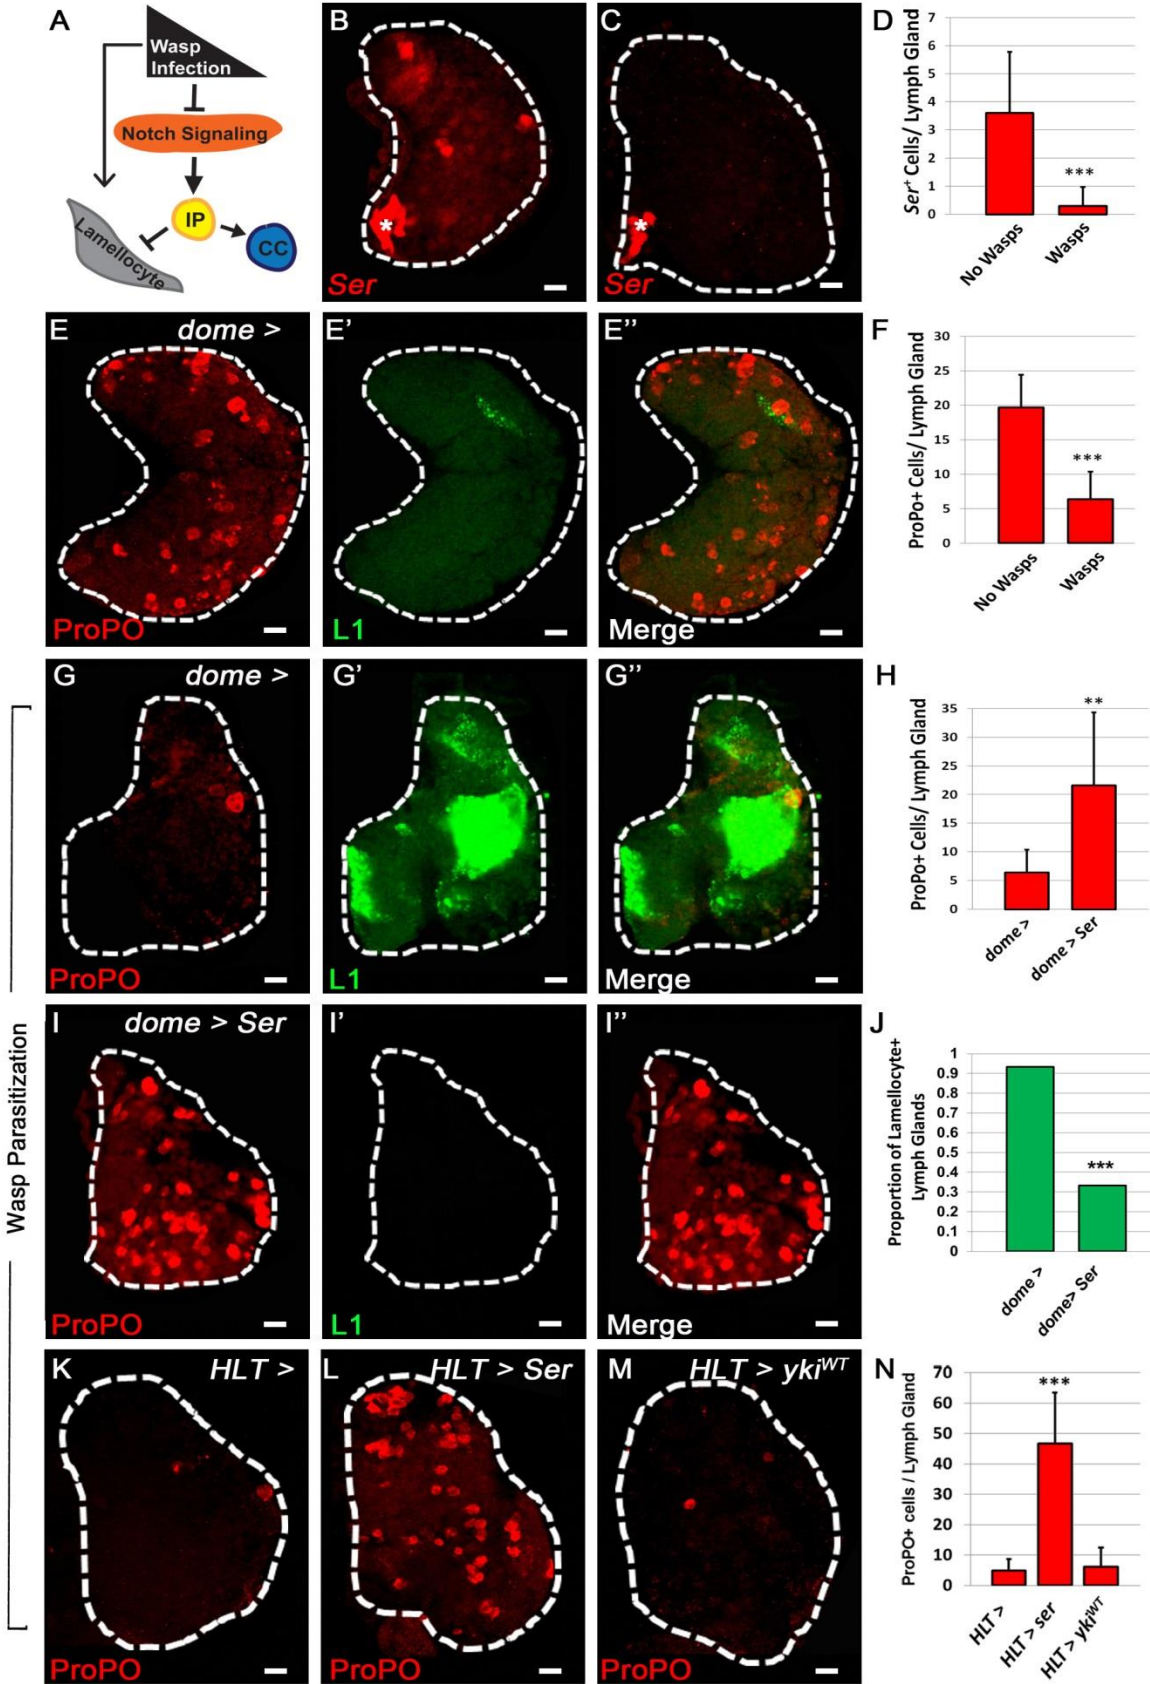 A
Wasp
Infection
Notch Signaling
IP
Lamellocyte
CC
B
*
Ser
C
*
Ser
D
Ser⁺ Cells/ Lymph Gland
7
6
5
4
3
2
1
0
***
No Wasps
Wasps
E
dome >
ProPO
E’
L1
E’’
Merge
F
ProPo+ Cells/ Lymph Gland
30
25
20
15
10
5
0
***
No Wasps
Wasps
Wasp Parasitization
G
dome >
ProPO
G’
L1
G’’
Merge
H
ProPo+ Cells/ Lymph Gland
35
30
25
20
15
10
5
0
**
dome >
dome > Ser
I
dome > Ser
ProPO
I’
L1
I’’
Merge
J
Proportion of Lamellocyte+
Lymph Glands
1
0.9
0.8
0.7
0.6
0.5
0.4
0.3
0.2
0.1
0
***
dome >
dome> Ser
K
HLT >
ProPO
L
HLT > Ser
ProPO
M
HLT > ykiᵂᵀ
ProPO
N
ProPO+ cells / Lymph Gland
70
60
50
40
30
20
10
0
***
HLT >
HLT > ser
HLT > ykiᵂᵀ